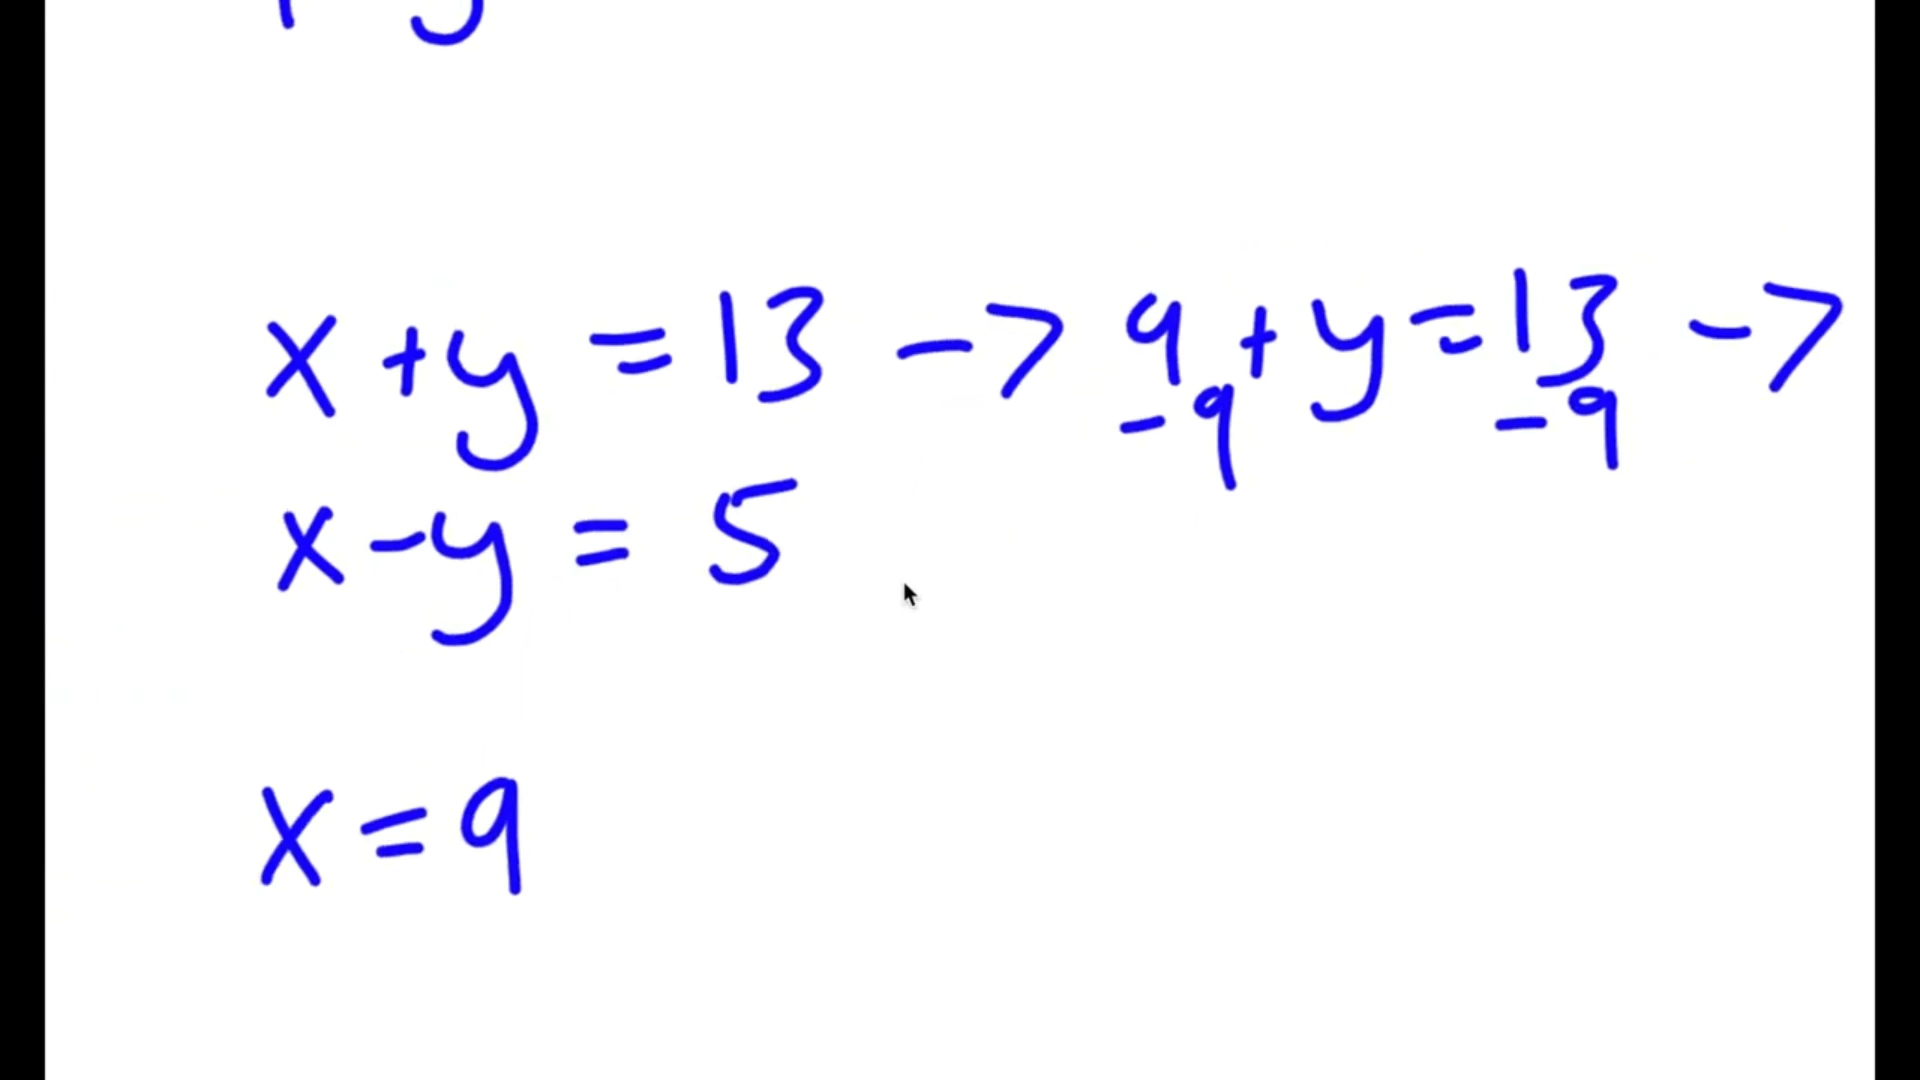 x + y = 13 → 9 + y = 13 → 
-9 -9
x - y = 5
x = 9